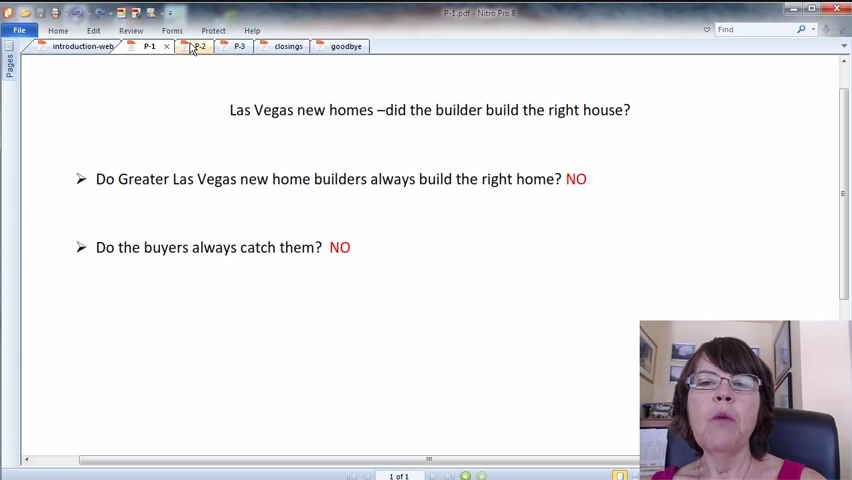 P-1.pdf - Nitro Pro 8
File Home Edit Review Forms Protect Help
Find
introduction-web P-1 P-2 P-3 closings goodbye
Pages
Las Vegas new homes –did the builder build the right house?
➢ Do Greater Las Vegas new home builders always build the right home? NO
➢ Do the buyers always catch them? NO
1 of 1